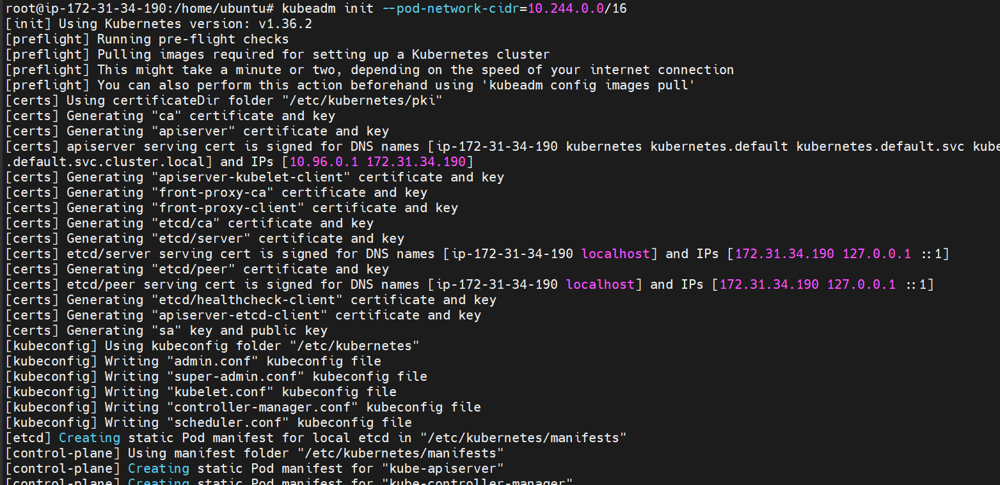 root@ip-172-31-34-190:/home/ubuntu# kubeadm init --pod-network-cidr=10.244.0.0/16
[init] Using Kubernetes version: v1.36.2
[preflight] Running pre-flight checks
[preflight] Pulling images required for setting up a Kubernetes cluster
[preflight] This might take a minute or two, depending on the speed of your internet connection
[preflight] You can also perform this action beforehand using 'kubeadm config images pull'
[certs] Using certificateDir folder "/etc/kubernetes/pki"
[certs] Generating "ca" certificate and key
[certs] Generating "apiserver" certificate and key
[certs] apiserver serving cert is signed for DNS names [ip-172-31-34-190 kubernetes kubernetes.default kubernetes.default.svc kube
.default.svc.cluster.local] and IPs [10.96.0.1 172.31.34.190]
[certs] Generating "apiserver-kubelet-client" certificate and key
[certs] Generating "front-proxy-ca" certificate and key
[certs] Generating "front-proxy-client" certificate and key
[certs] Generating "etcd/ca" certificate and key
[certs] Generating "etcd/server" certificate and key
[certs] etcd/server serving cert is signed for DNS names [ip-172-31-34-190 localhost] and IPs [172.31.34.190 127.0.0.1 ::1]
[certs] Generating "etcd/peer" certificate and key
[certs] etcd/peer serving cert is signed for DNS names [ip-172-31-34-190 localhost] and IPs [172.31.34.190 127.0.0.1 ::1]
[certs] Generating "etcd/healthcheck-client" certificate and key
[certs] Generating "apiserver-etcd-client" certificate and key
[certs] Generating "sa" key and public key
[kubeconfig] Using kubeconfig folder "/etc/kubernetes"
[kubeconfig] Writing "admin.conf" kubeconfig file
[kubeconfig] Writing "super-admin.conf" kubeconfig file
[kubeconfig] Writing "kubelet.conf" kubeconfig file
[kubeconfig] Writing "controller-manager.conf" kubeconfig file
[kubeconfig] Writing "scheduler.conf" kubeconfig file
[etcd] Creating static Pod manifest for local etcd in "/etc/kubernetes/manifests"
[control-plane] Using manifest folder "/etc/kubernetes/manifests"
[control-plane] Creating static Pod manifest for "kube-apiserver"
[control-plane] Creating static Pod manifest for "kube-controller-manager"